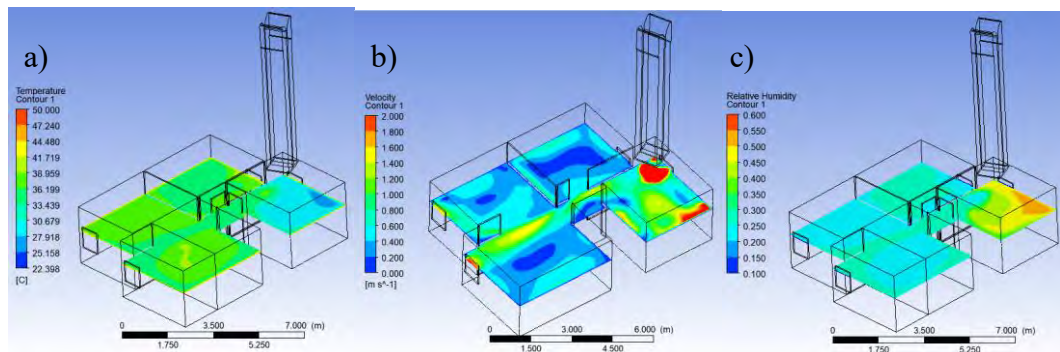 a)
Temperature
Contour 1
50.000
47.240
44.480
41.719
38.959
36.199
33.439
30.679
27.918
25.158
22.398
[C]
0 3.500 7.000 (m)
1.750 5.250
b)
Velocity
Contour 1
2.000
1.800
1.600
1.400
1.200
1.000
0.800
0.600
0.400
0.200
0.000
[m s^-1]
0 3.000 6.000 (m)
1.500 4.500
c)
Relative Humidity
Contour 1
0.600
0.550
0.500
0.450
0.400
0.350
0.300
0.250
0.200
0.150
0.100
0 3.500 7.000 (m)
1.750 5.250